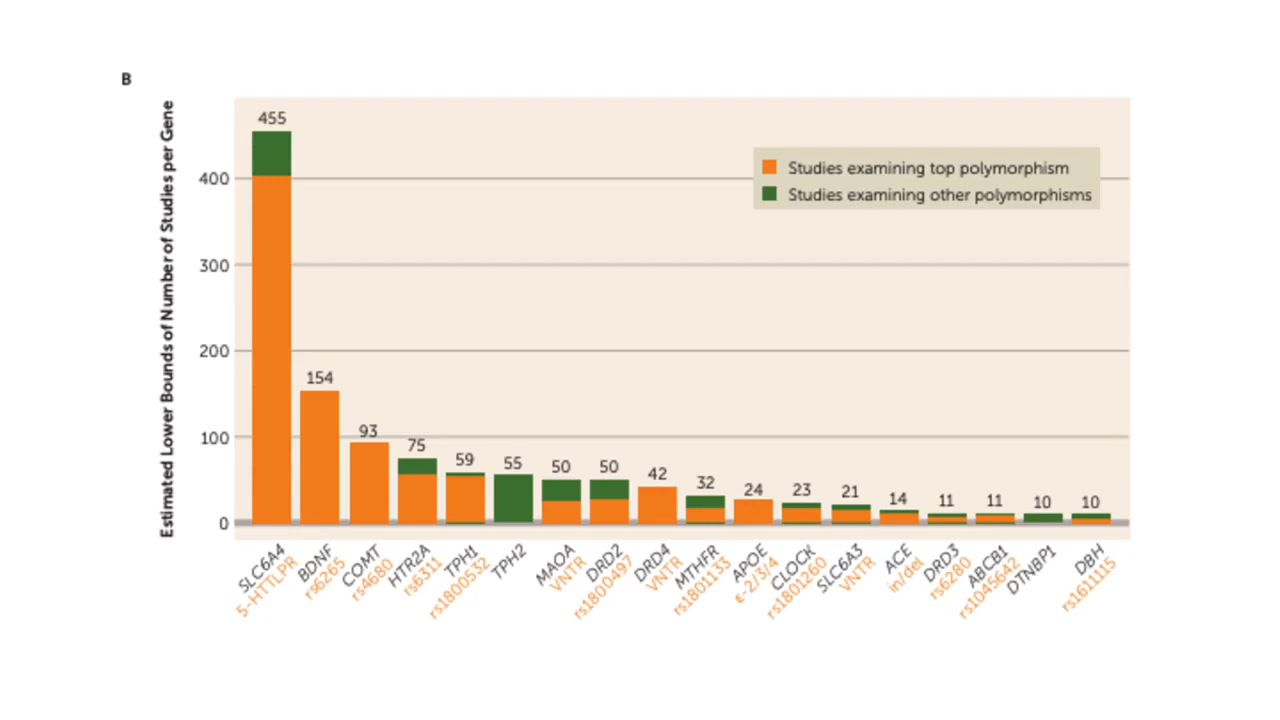 B
Estimated Lower Bounds of Number of Studies per Gene
400
300
200
100
0
455
154
93
75
59
55
50
50
42
32
24
23
21
14
11
11
10
10
Studies examining top polymorphism
Studies examining other polymorphisms
SLC6A4
5-HTTLPR
BDNF
rs6265
COMT
rs4680
HTR2A
rs6311
TPH1
rs1800532
TPH2
MAOA
VNTR
DRD2
rs1800497
DRD4
VNTR
MTHFR
rs1801133
APOE
ε-2/3/4
CLOCK
rs1801260
SLC6A3
VNTR
ACE
in/del
DRD3
rs6280
ABCB1
rs1045642
DTNBP1
DBH
rs1611115